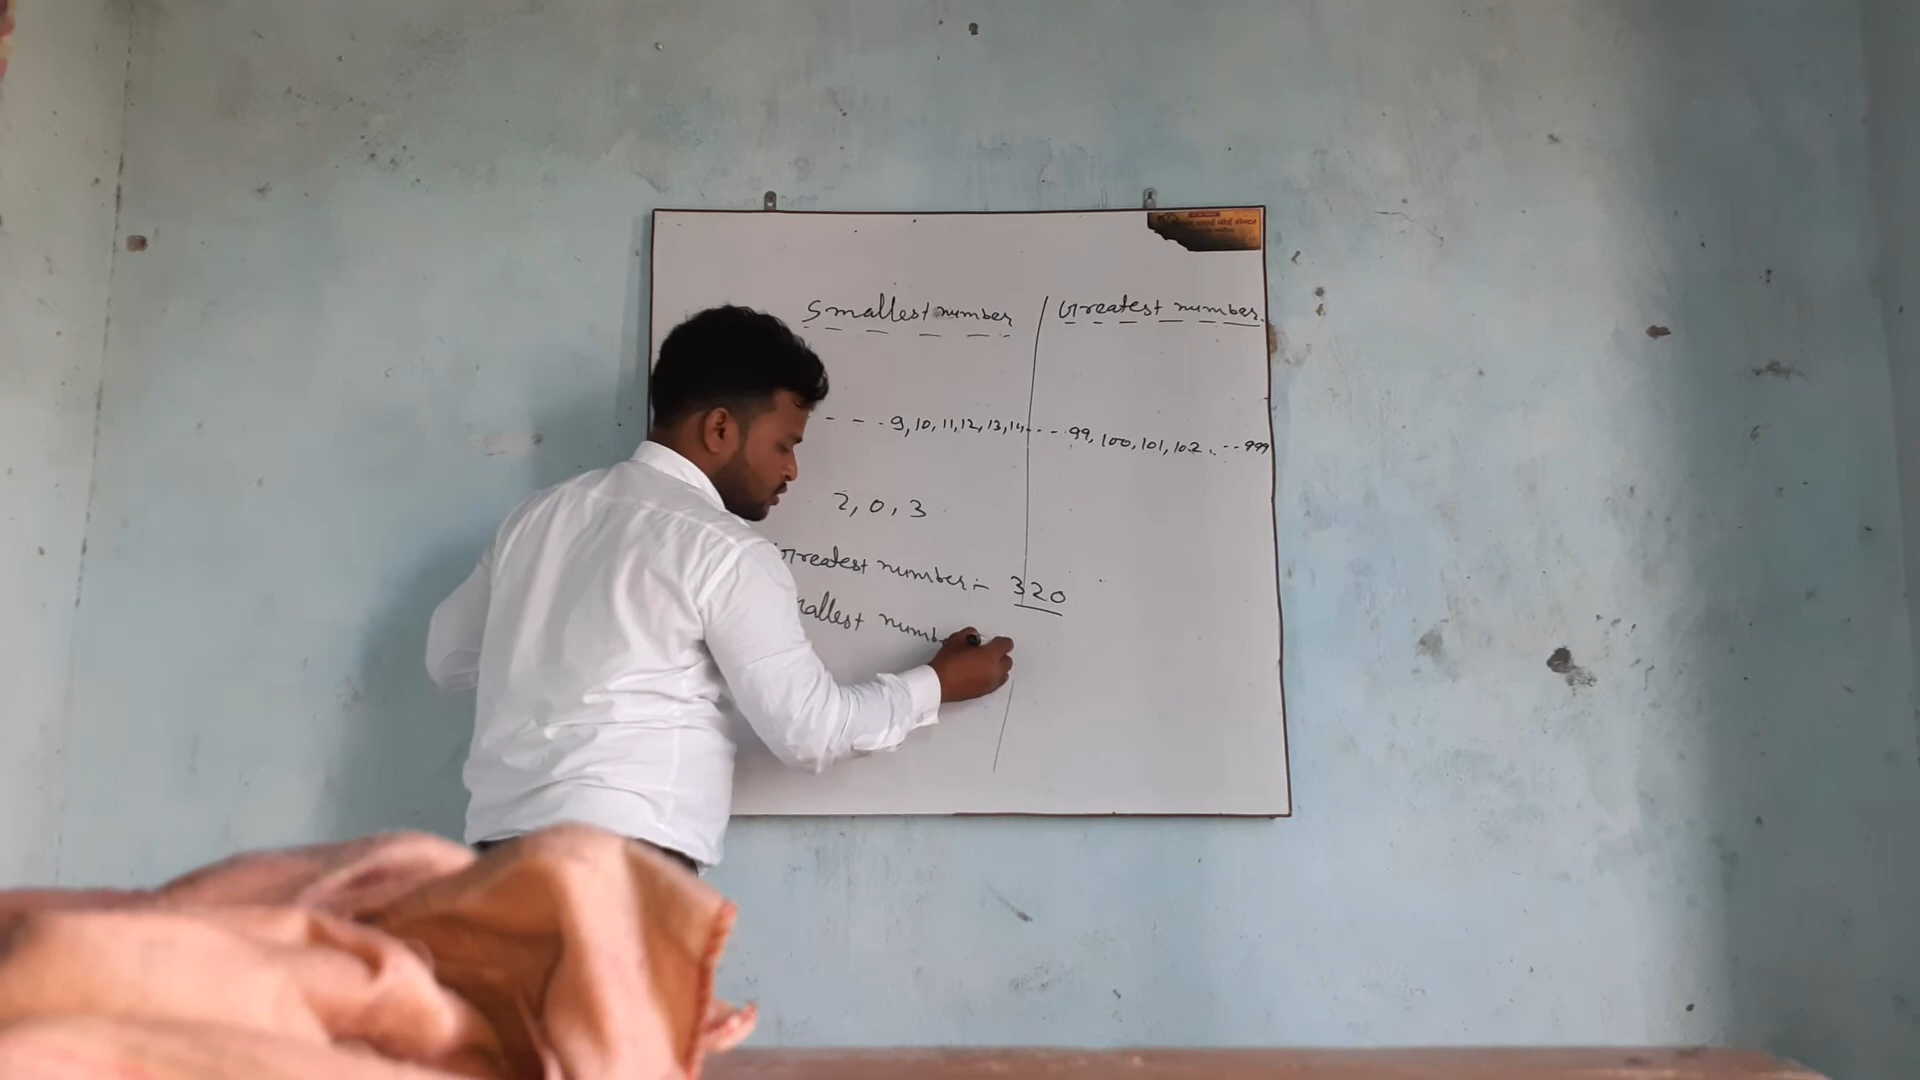 Smallest number
Greatest number.
- - - 9, 10, 11, 12, 13, 14 - - - 99, 100, 101, 102, - - 999
2, 0, 3
Greatest number :- 320
mallest numbe